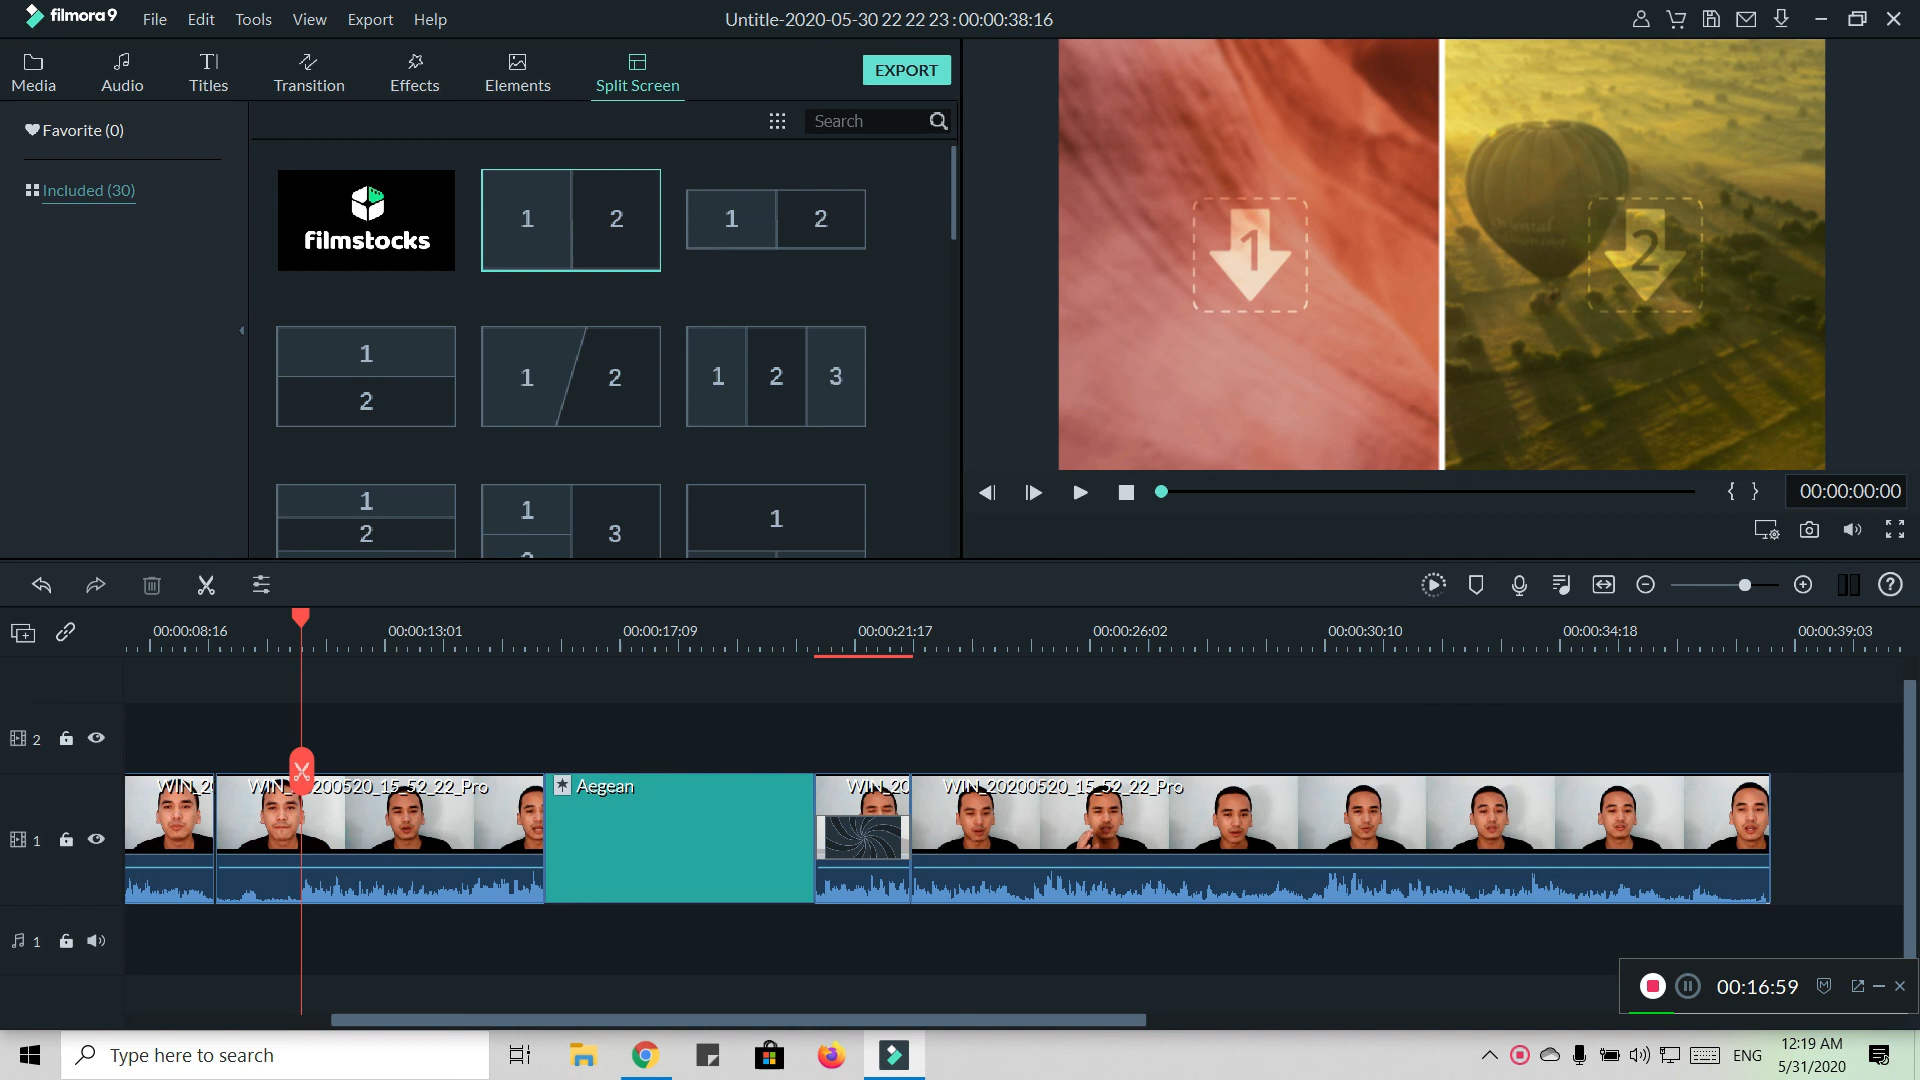 filmora9
File Edit Tools View Export Help
Untitle-2020-05-30 22 22 23 : 00:00:38:16
Media Audio Titles Transition Effects Elements Split Screen
EXPORT
Favorite (0)
Included (30)
Search
filmstocks
1 2
1 2
1
2
1 2
1 2 3
1
2
1
2
3
1
1
2
{ } 00:00:00:00
00:00:08:16 00:00:13:01 00:00:17:09 00:00:21:17 00:00:26:02 00:00:30:10 00:00:34:18 00:00:39:03
2
WIN_2
WIN_20200520_15_52_22_Pro
Aegean
WIN_20
WIN_20200520_15_52_22_Pro
1
1
00:16:59
Type here to search
ENG
12:19 AM
5/31/2020